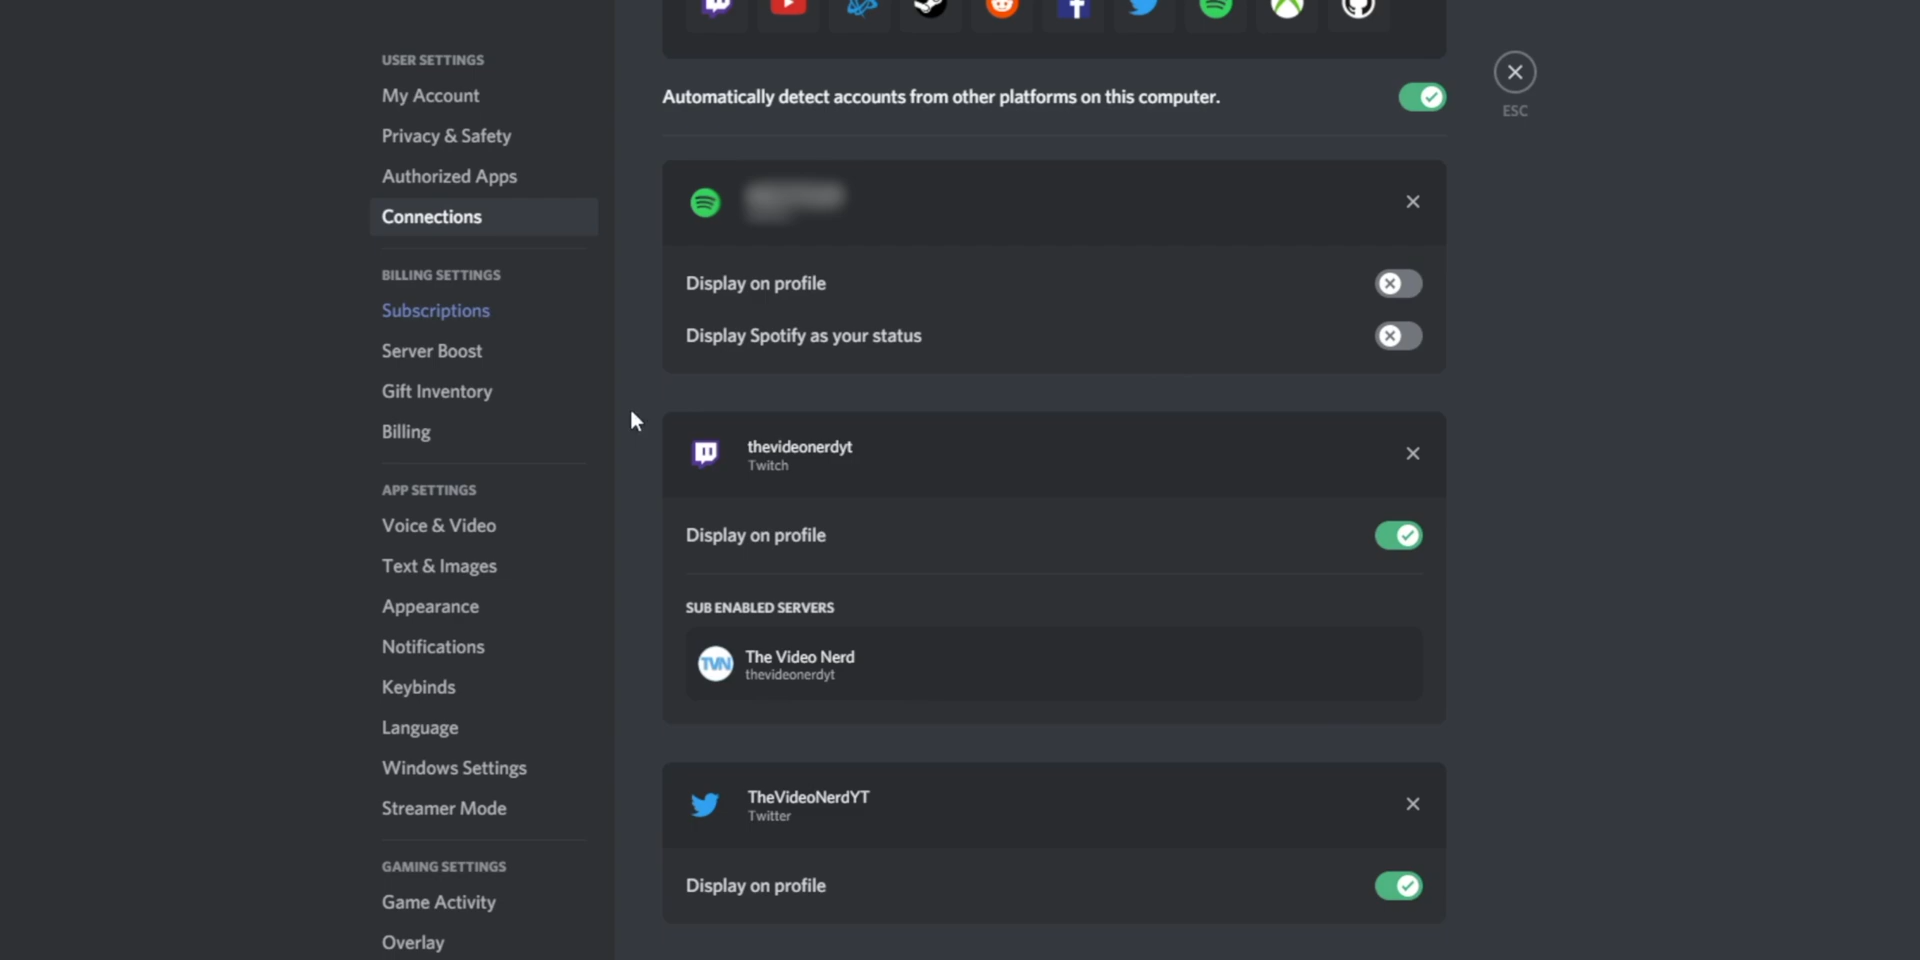 USER SETTINGS
My Account
Privacy & Safety
Authorized Apps
Connections
BILLING SETTINGS
Subscriptions
Server Boost
Gift Inventory
Billing
APP SETTINGS
Voice & Video
Text & Images
Appearance
Notifications
Keybinds
Language
Windows Settings
Streamer Mode
GAMING SETTINGS
Game Activity
Overlay
Automatically detect accounts from other platforms on this computer.
Display on profile
Display Spotify as your status
thevideonerdyt
Twitch
Display on profile
SUB ENABLED SERVERS
TVN
The Video Nerd
thevideonerdyt
TheVideoNerdYT
Twitter
Display on profile
ESC